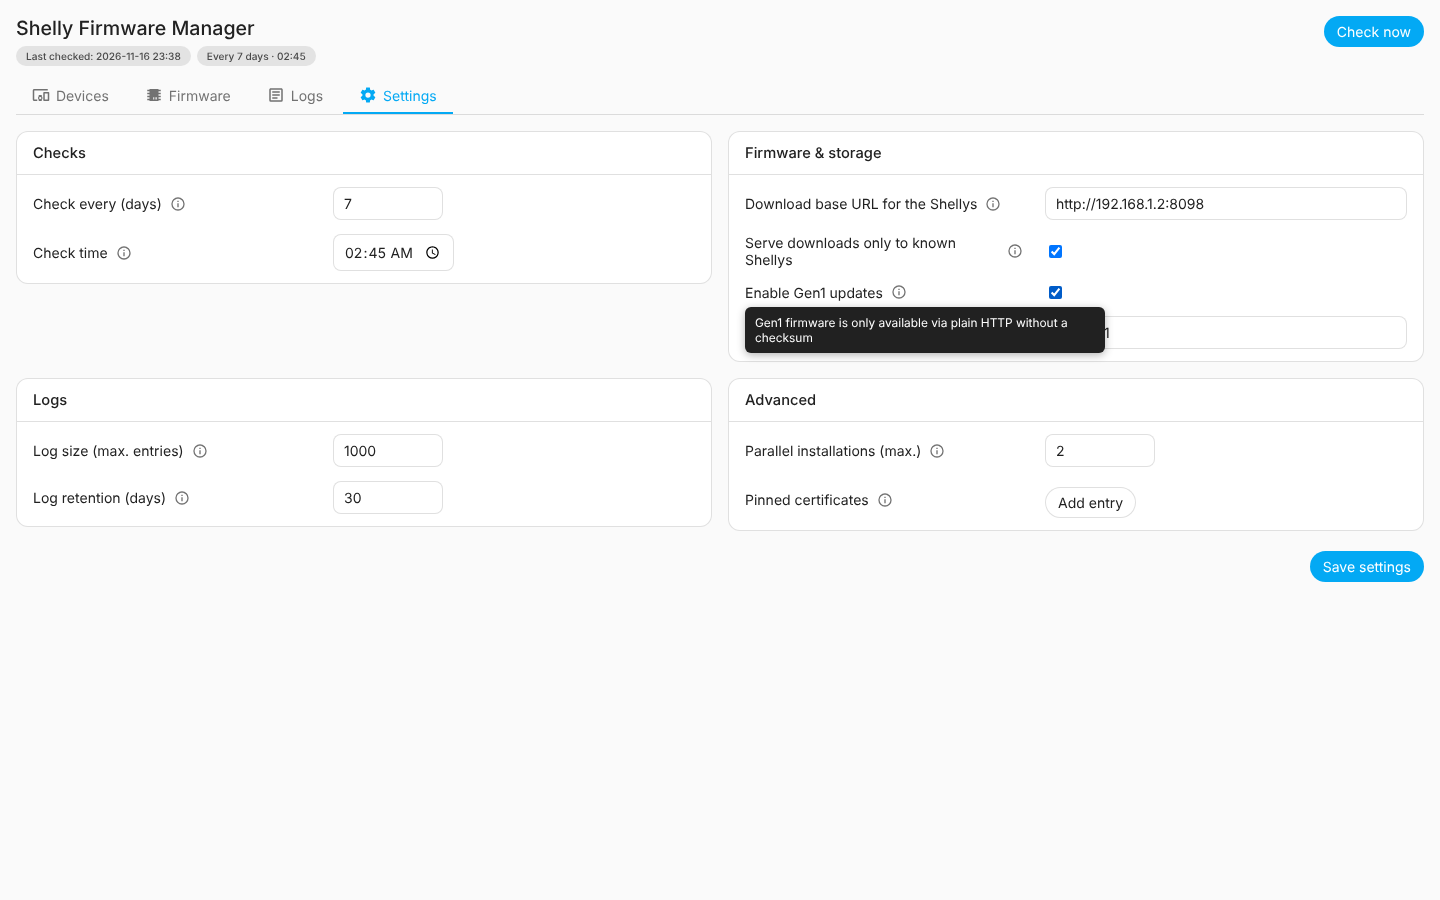 Shelly Firmware Manager
Check now
Last checked: 2026-11-16 23:38
Every 7 days · 02:45
Devices
Firmware
Logs
Settings
Checks
Check every (days)
7
Check time
02:45 AM
Firmware & storage
Download base URL for the Shellys
http://192.168.1.2:8098
Serve downloads only to known
Shellys
Enable Gen1 updates
Gen1 firmware is only available via plain HTTP without a
checksum
1
Logs
Log size (max. entries)
1000
Log retention (days)
30
Advanced
Parallel installations (max.)
2
Pinned certificates
Add entry
Save settings